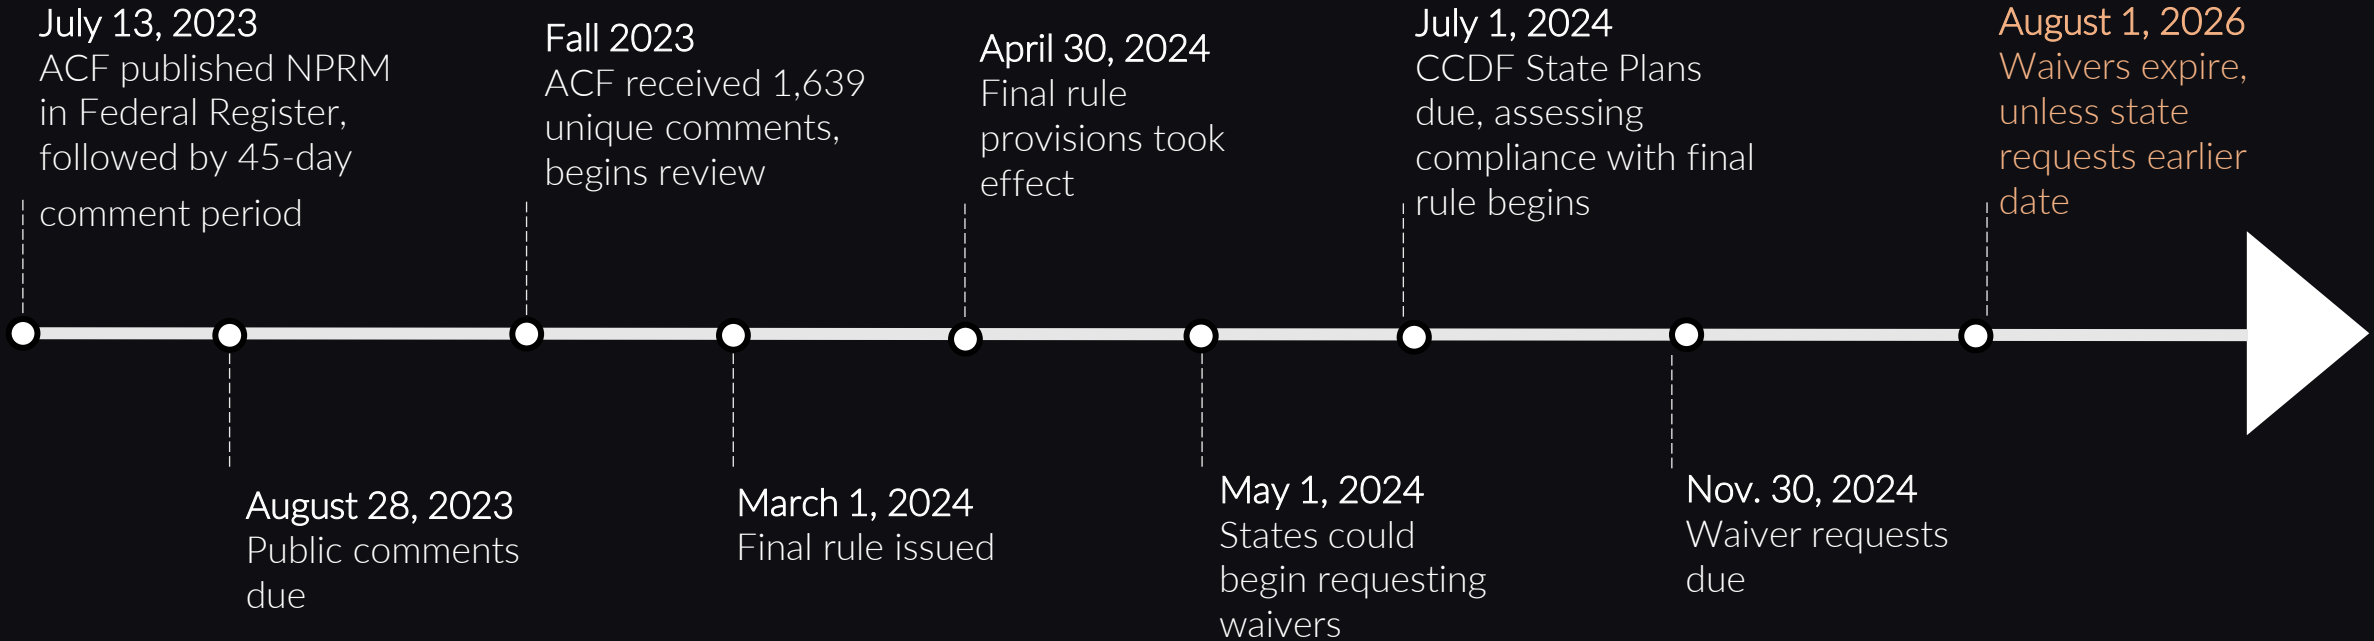 July 13, 2023
ACF published NPRM
in Federal Register,
followed by 45-day
comment period
August 28, 2023
Public comments
due
Fall 2023
ACF received 1,639
unique comments,
begins review
March 1, 2024
Final rule issued
April 30, 2024
Final rule
provisions took
effect
May 1, 2024
States could
begin requesting
waivers
July 1, 2024
CCDF State Plans
due, assessing
compliance with final
rule begins
Nov. 30, 2024
Waiver requests
due
August 1, 2026
Waivers expire,
unless state
requests earlier
date